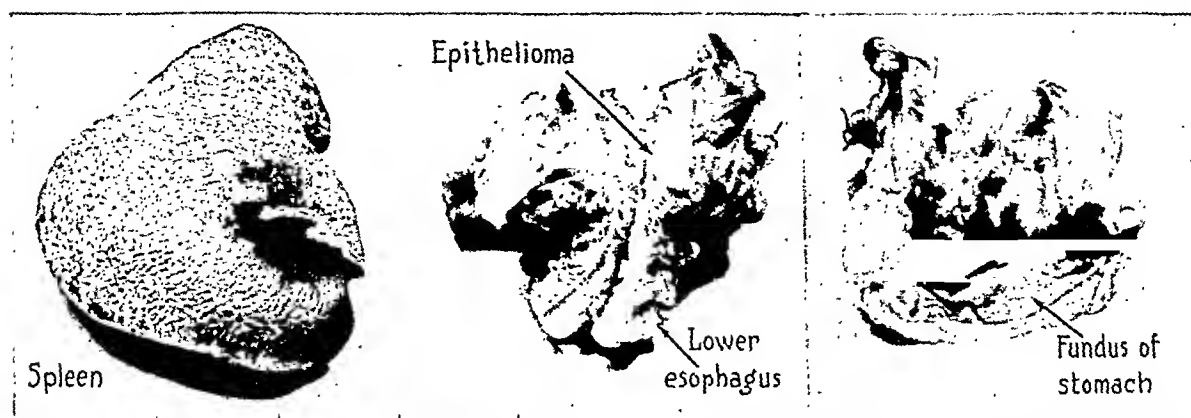 Epithelioma
Spleen
Lower
esophagus
Fundus of
stomach